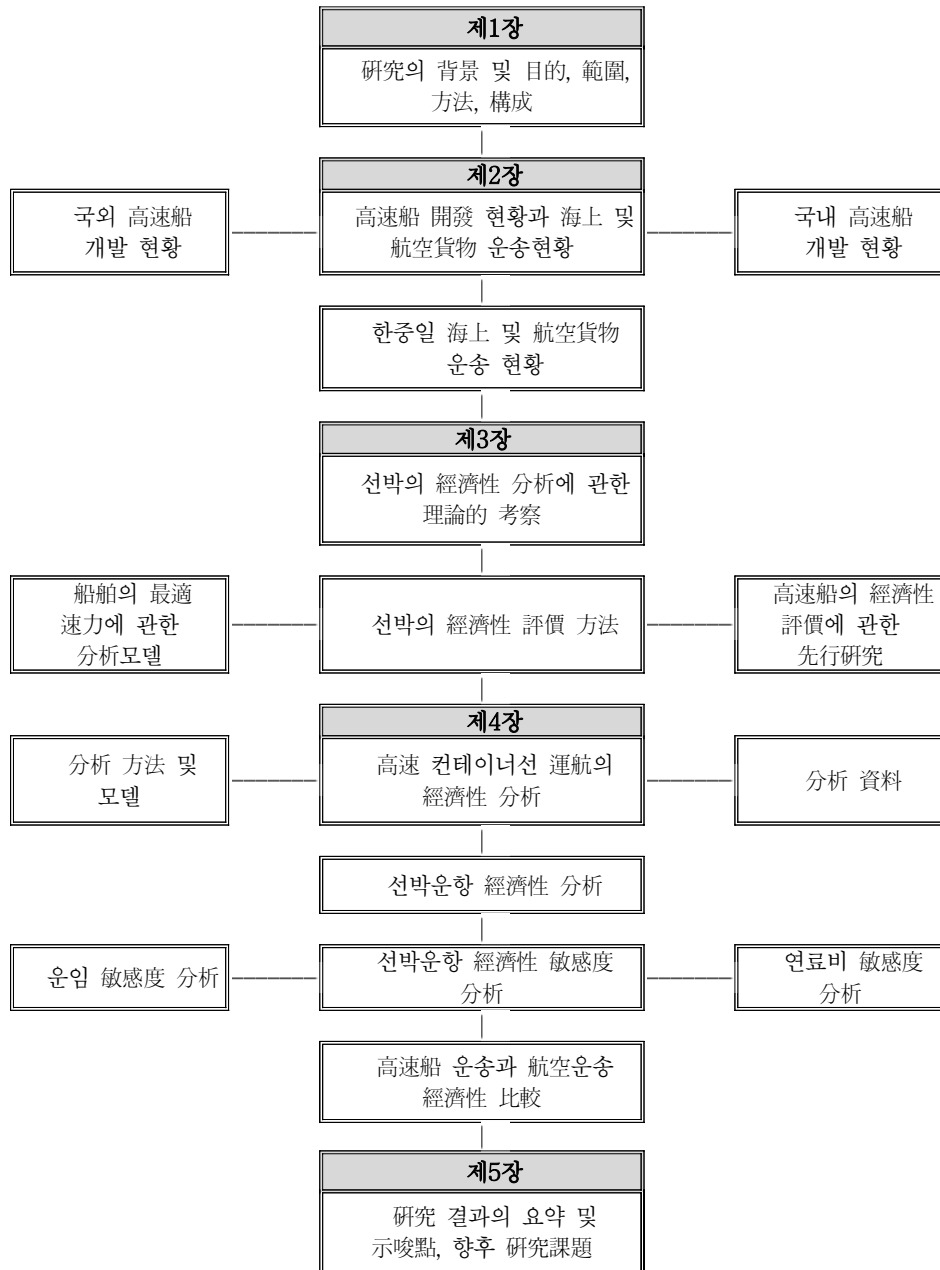 제1장
硏究의 背景 및 目的, 範圍,
方法, 構成
제2장
국외 高速船
개발 현황
高速船 開發 현황과 海上 및
航空貨物 운송현황
국내 高速船
개발 현황
한중일 海上 및 航空貨物
운송 현황
제3장
선박의 經濟性 分析에 관한
理論的 考察
船舶의 最適
速力에 관한
分析모델
선박의 經濟性 評價 方法
高速船의 經濟性
評價에 관한
先行硏究
제4장
分析 方法 및
모델
高速 컨테이너선 運航의
經濟性 分析
分析 資料
선박운항 經濟性 分析
운임 敏感度 分析
선박운항 經濟性 敏感度
分析
연료비 敏感度
分析
高速船 운송과 航空운송
經濟性 比較
제5장
硏究 결과의 요약 및
示唆點, 향후 硏究課題